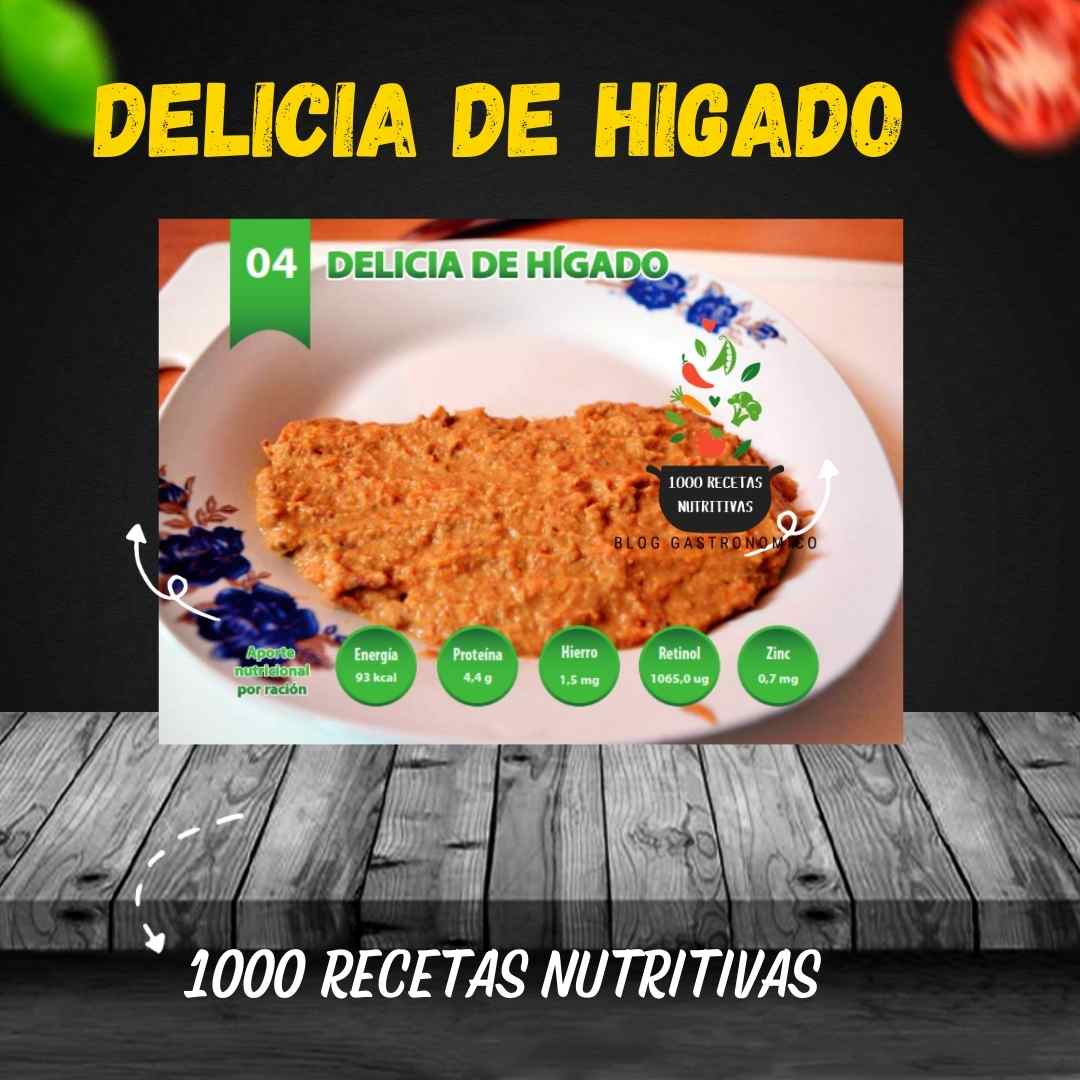 DELICIA DE HIGADO
04
DELICIA DE HÍGADO
1000 RECETAS
NUTRITIVAS
BLOG GASTRONOMICO
Aporte
nutricional
por ración
Energía
93 kcal
Proteína
4,4 g
Hierro
1,5 mg
Retinol
1065,0 ug
Zinc
0,7 mg
1000 RECETAS NUTRITIVAS